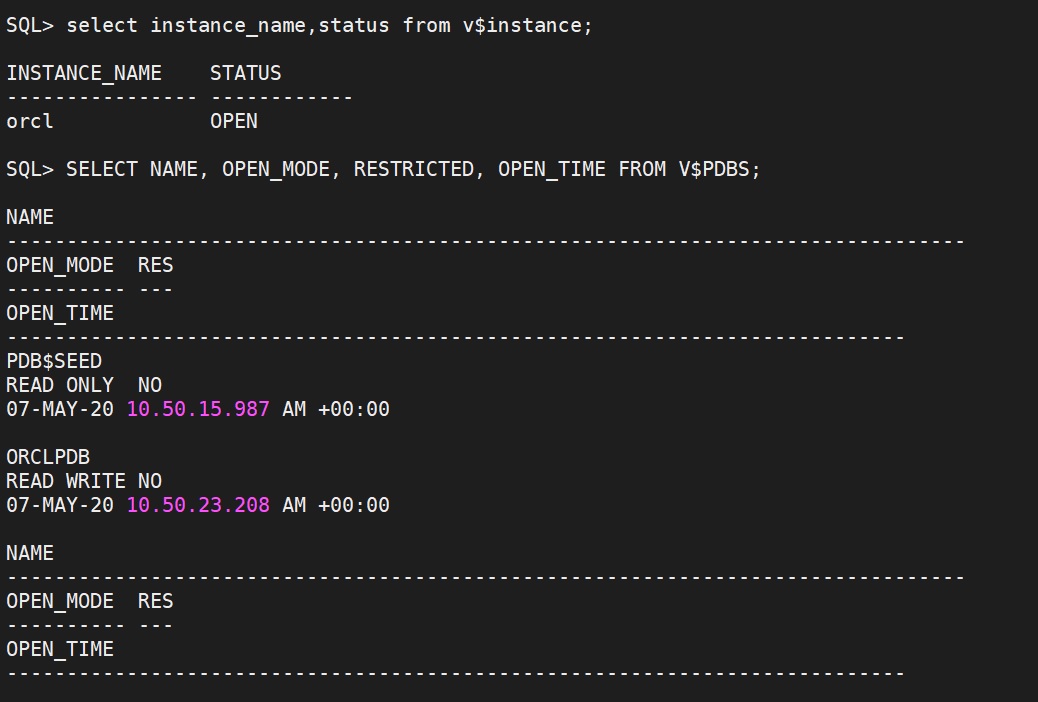 SQL> select instance_name,status from v$instance;
INSTANCE_NAME    STATUS
---------------- ------------
orcl             OPEN
SQL> SELECT NAME, OPEN_MODE, RESTRICTED, OPEN_TIME FROM V$PDBS;
NAME
--------------------------------------------------------------------------------
OPEN_MODE  RES
---------- ---
OPEN_TIME
---------------------------------------------------------------------------
PDB$SEED
READ ONLY  NO
07-MAY-20 10.50.15.987 AM +00:00
ORCLPDB
READ WRITE NO
07-MAY-20 10.50.23.208 AM +00:00
NAME
--------------------------------------------------------------------------------
OPEN_MODE  RES
---------- ---
OPEN_TIME
---------------------------------------------------------------------------